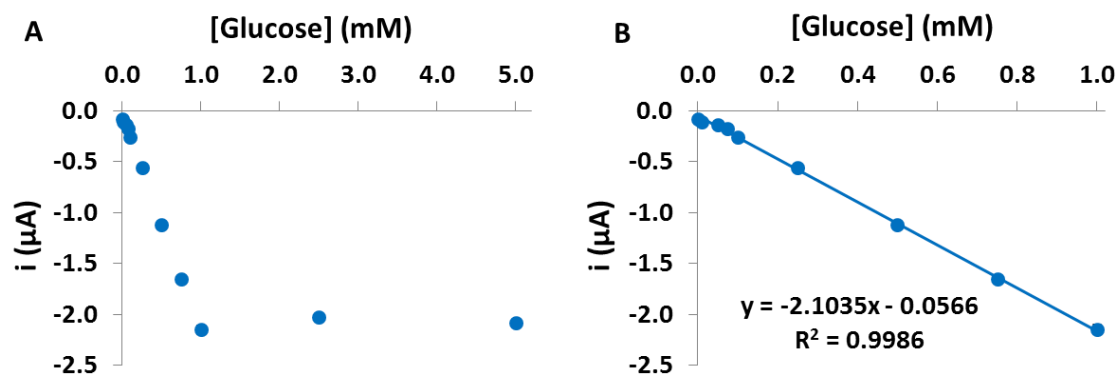 A
[Glucose] (mM)
0.0 1.0 2.0 3.0 4.0 5.0
0.0
-0.5
-1.0
-1.5
-2.0
-2.5
i (µA)
B
[Glucose] (mM)
0.0 0.2 0.4 0.6 0.8 1.0
0.0
-0.5
-1.0
-1.5
-2.0
-2.5
i (µA)
y = -2.1035x - 0.0566
R² = 0.9986